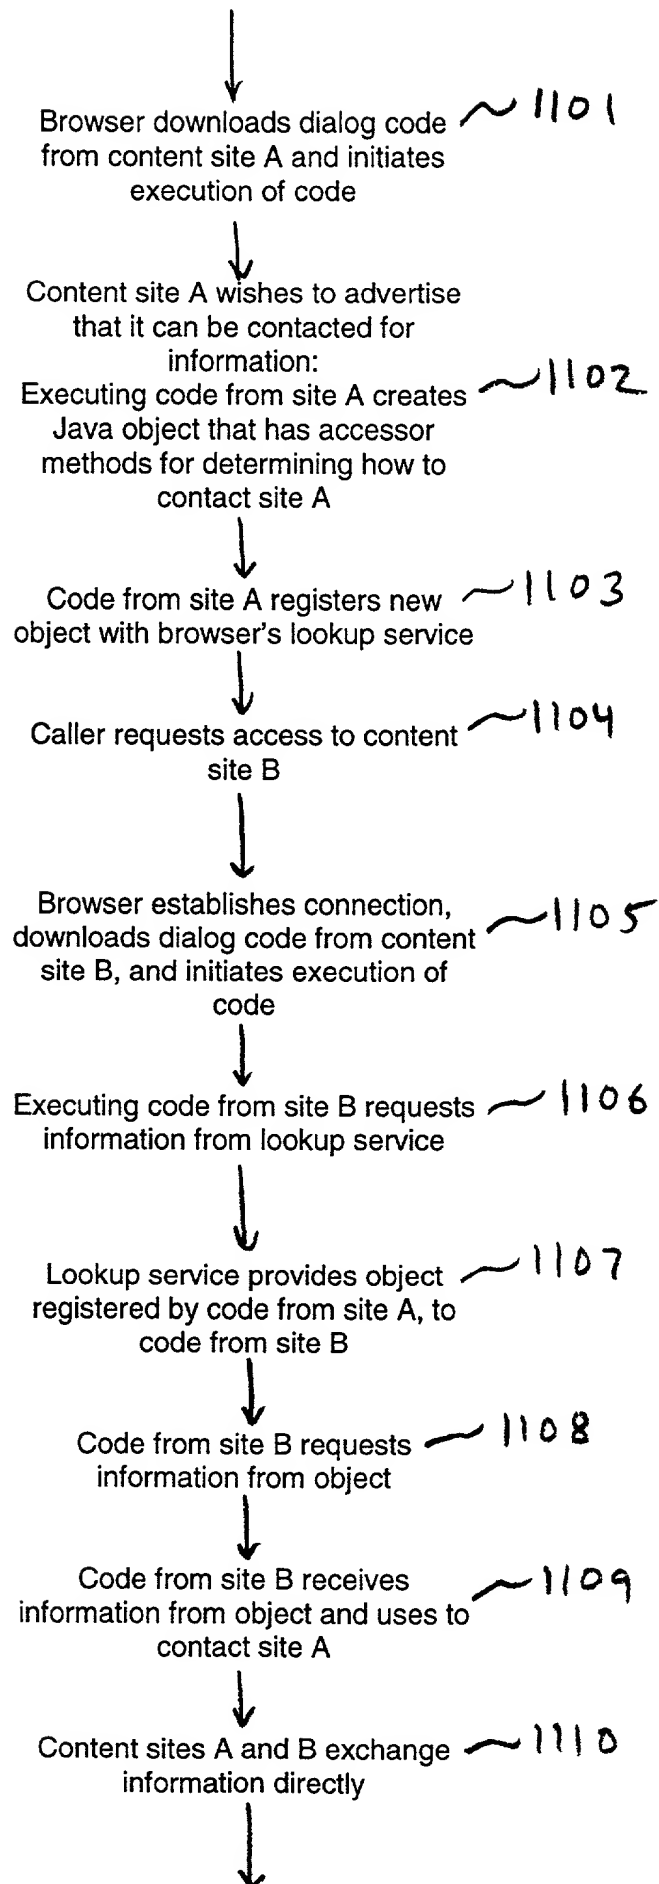 Browser downloads dialog code 1101
from content site A and initiates
execution of code
Content site A wishes to advertise
that it can be contacted for
information:
Executing code from site A creates 1102
Java object that has accessor
methods for determining how to
contact site A
Code from site A registers new 1103
object with browser's lookup service
Caller requests access to content 1104
site B
Browser establishes connection, 1105
downloads dialog code from content
site B, and initiates execution of
code
Executing code from site B requests 1106
information from lookup service
Lookup service provides object 1107
registered by code from site A, to
code from site B
Code from site B requests 1108
information from object
Code from site B receives 1109
information from object and uses to
contact site A
Content sites A and B exchange 1110
information directly